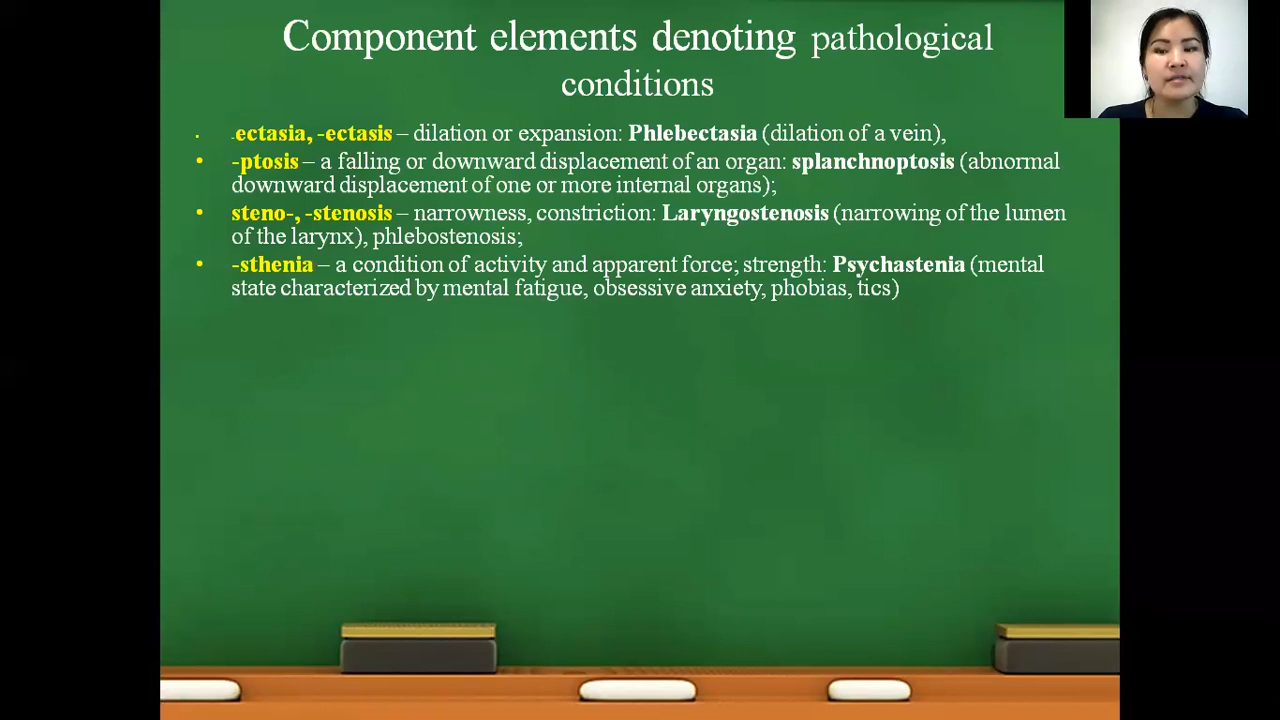 Component elements denoting pathological
conditions
-ectasia, -ectasis – dilation or expansion: Phlebectasia (dilation of a vein),
-ptosis – a falling or downward displacement of an organ: splanchnoptosis (abnormal
downward displacement of one or more internal organs);
steno-, -stenosis – narrowness, constriction: Laryngostenosis (narrowing of the lumen
of the larynx), phlebostenosis;
-sthenia – a condition of activity and apparent force; strength: Psychastenia (mental
state characterized by mental fatigue, obsessive anxiety, phobias, tics)